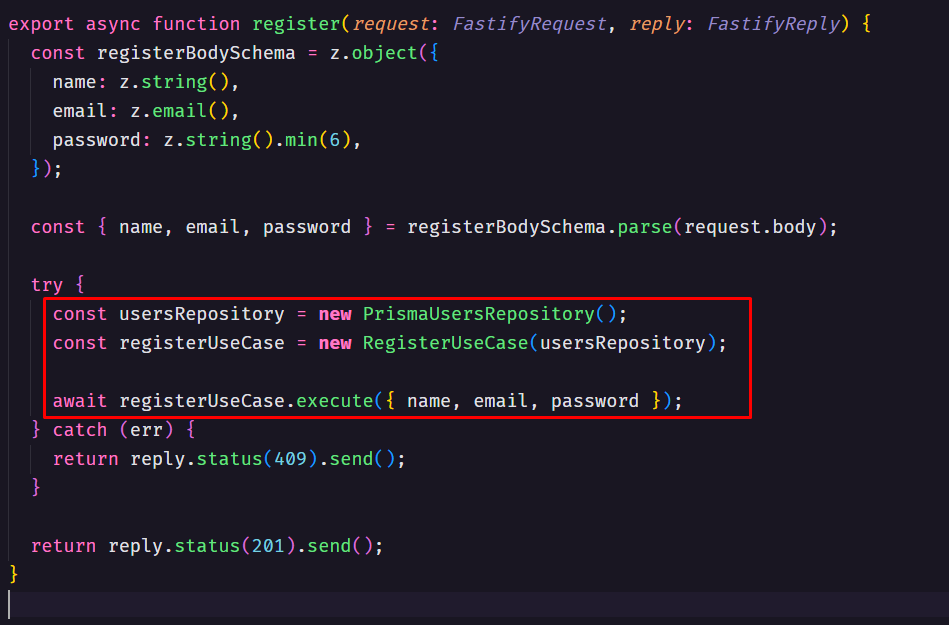 export async function register(request: FastifyRequest, reply: FastifyReply) {
  const registerBodySchema = z.object({
    name: z.string(),
    email: z.email(),
    password: z.string().min(6),
  });

  const { name, email, password } = registerBodySchema.parse(request.body);

  try {
    const usersRepository = new PrismaUsersRepository();
    const registerUseCase = new RegisterUseCase(usersRepository);

    await registerUseCase.execute({ name, email, password });
  } catch (err) {
    return reply.status(409).send();
  }

  return reply.status(201).send();
}